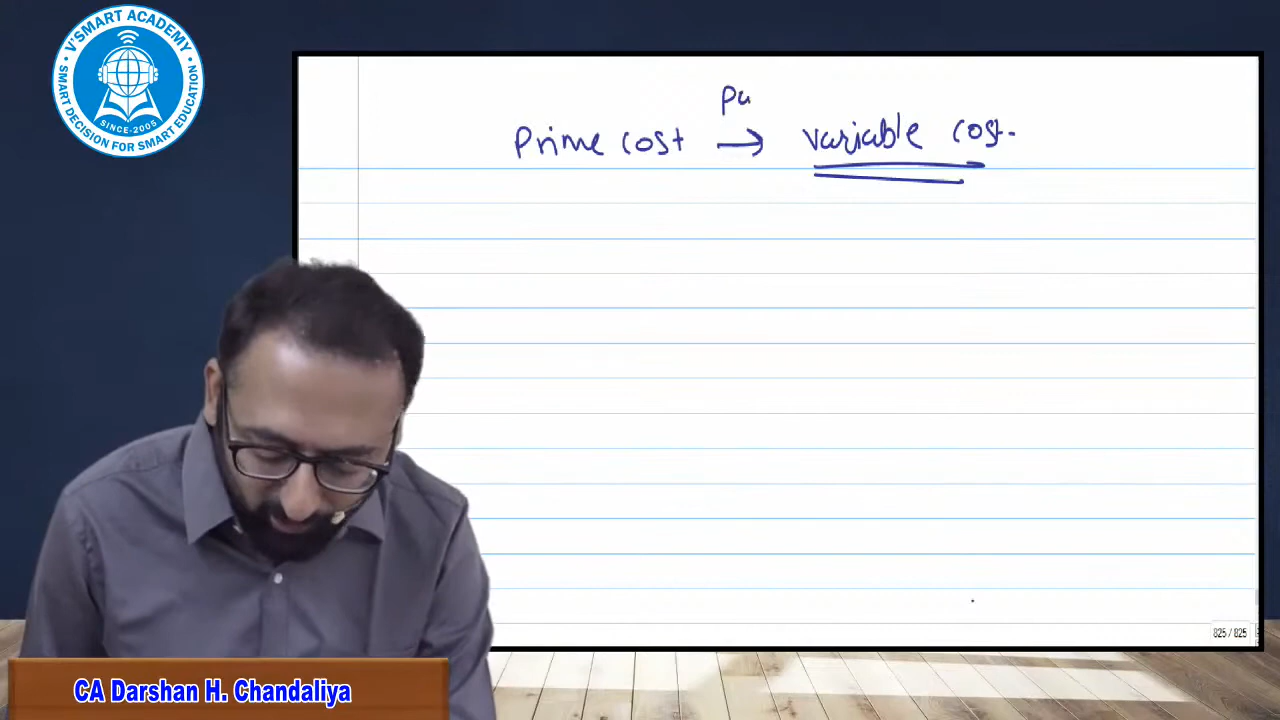 V'SMART ACADEMY
SINCE-2005
SMART DECISION FOR SMART EDUCATION
pu
Prime cost → variable cost.
825 / 825
CA Darshan H. Chandaliya